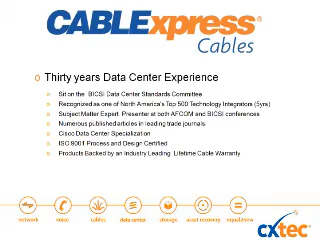 CABLExpress®
Cables
o Thirty years Data Center Experience
o Sit on the BICSI Data Center Standards Committee
o Recognized as one of North America's Top 500 Technology Integrators (5yrs)
o Subject Matter Expert Presenter at both AFCOM and BICSI conferences
o Numerous published articles in leading trade journals
o Cisco Data Center Specialization
o ISO 9001 Process and Design Certified
o Products Backed by an Industry Leading Lifetime Cable Warranty
network voice cables data center storage asset recovery equal2new
cxtec®